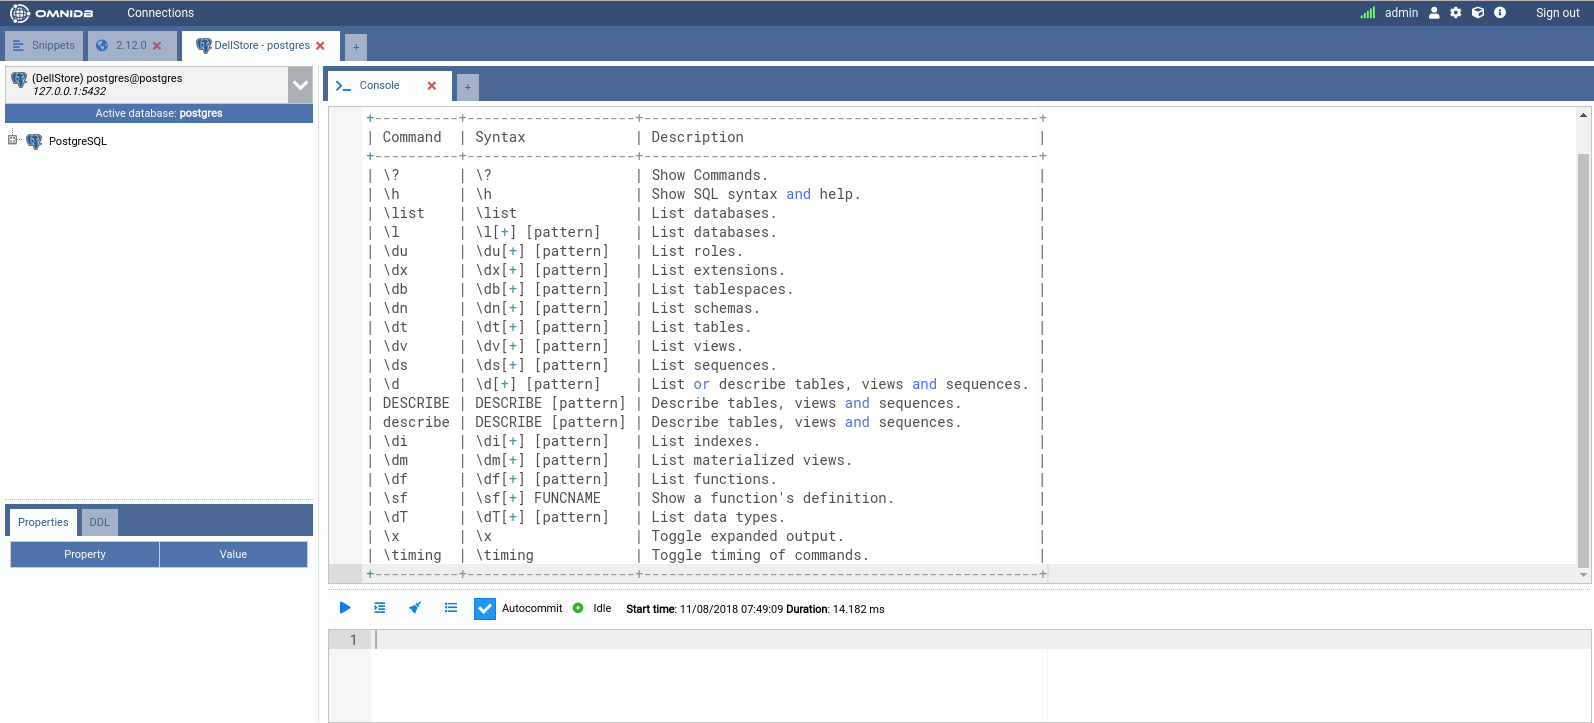 OMNIDB Connections admin Sign out
Snippets 2.12.0 DellStore - postgres +
(DellStore) postgres@postgres
127.0.0.1:5432
Active database: postgres
PostgreSQL
Properties DDL
Property Value
Console +
+----------+--------------------+-----------------------------------------------+
| Command  | Syntax             | Description                                   |
+----------+--------------------+-----------------------------------------------+
| \?       | \?                 | Show Commands.                                |
| \h       | \h                 | Show SQL syntax and help.                     |
| \list    | \list              | List databases.                               |
| \l       | \l[+] [pattern]    | List databases.                               |
| \du      | \du[+] [pattern]   | List roles.                                   |
| \dx      | \dx[+] [pattern]   | List extensions.                              |
| \db      | \db[+] [pattern]   | List tablespaces.                             |
| \dn      | \dn[+] [pattern]   | List schemas.                                 |
| \dt      | \dt[+] [pattern]   | List tables.                                  |
| \dv      | \dv[+] [pattern]   | List views.                                   |
| \ds      | \ds[+] [pattern]   | List sequences.                               |
| \d       | \d[+] [pattern]    | List or describe tables, views and sequences. |
| DESCRIBE | DESCRIBE [pattern] | Describe tables, views and sequences.         |
| describe | DESCRIBE [pattern] | Describe tables, views and sequences.         |
| \di      | \di[+] [pattern]   | List indexes.                                 |
| \dm      | \dm[+] [pattern]   | List materialized views.                      |
| \df      | \df[+] [pattern]   | List functions.                               |
| \sf      | \sf[+] FUNCNAME    | Show a function's definition.                 |
| \dT      | \dT[+] [pattern]   | List data types.                              |
| \x       | \x                 | Toggle expanded output.                       |
| \timing  | \timing            | Toggle timing of commands.                    |
+----------+--------------------+-----------------------------------------------+
Autocommit Idle Start time: 11/08/2018 07:49:09 Duration: 14.182 ms
1